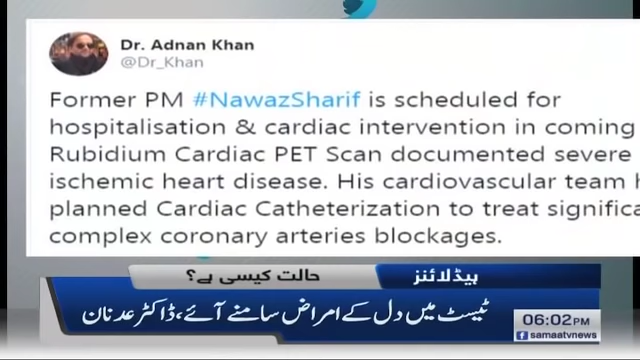 Dr. Adnan Khan
@Dr_Khan
Former PM #NawazSharif is scheduled for
hospitalisation & cardiac intervention in coming
Rubidium Cardiac PET Scan documented severe
ischemic heart disease. His cardiovascular team
planned Cardiac Catheterization to treat significa
complex coronary arteries blockages.
ہیڈلائنز
حالت کیسی ہے؟
ٹیسٹ میں دل کے امراض سامنے آئے، ڈاکٹر عدنان
06:02PM
samaatvnews